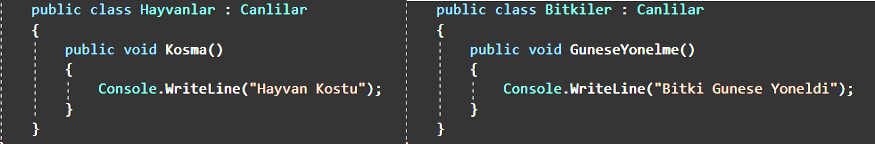 public class Hayvanlar : Canlilar
{
public void Kosma()
{
Console.WriteLine("Hayvan Kostu");
}
}
public class Bitkiler : Canlilar
{
public void GuneseYonelme()
{
Console.WriteLine("Bitki Gunese Yoneldi");
}
}